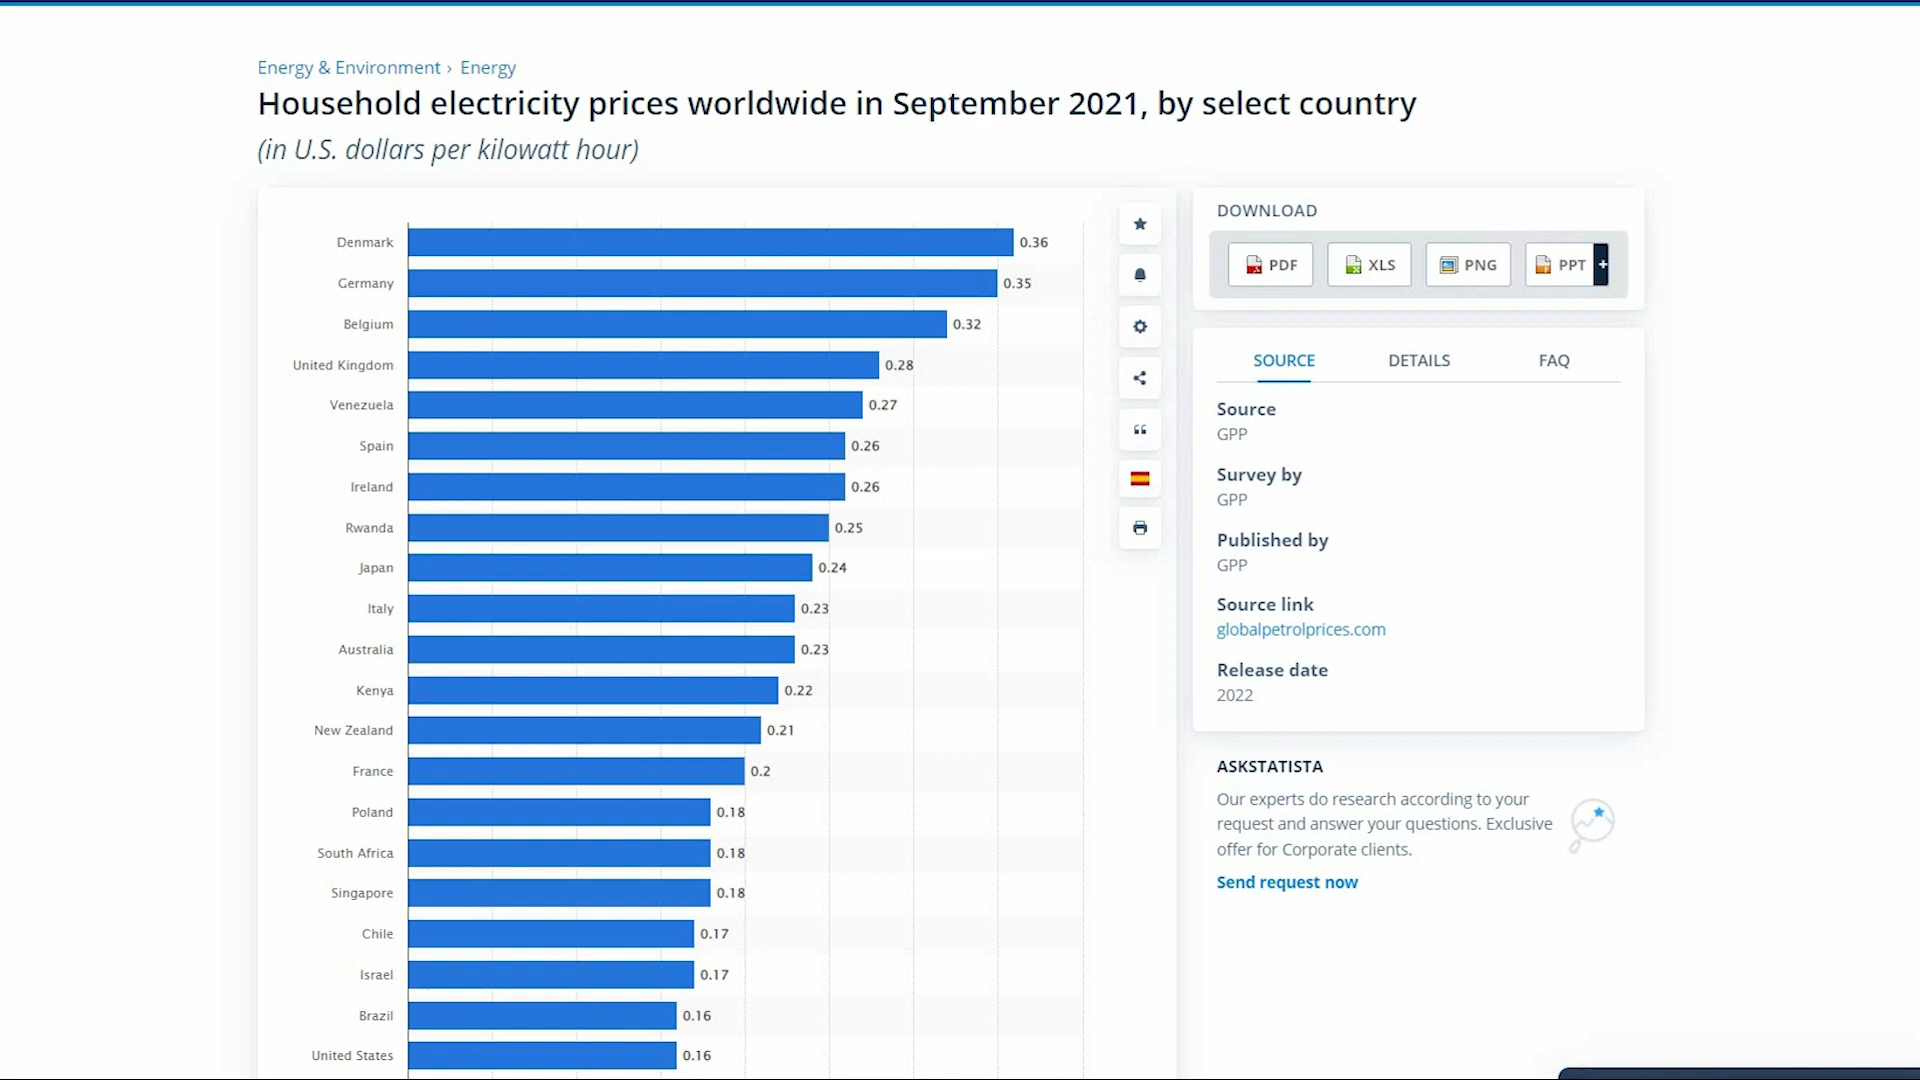 Energy & Environment › Energy
Household electricity prices worldwide in September 2021, by select country
(in U.S. dollars per kilowatt hour)
Denmark 0.36
Germany 0.35
Belgium 0.32
United Kingdom 0.28
Venezuela 0.27
Spain 0.26
Ireland 0.26
Rwanda 0.25
Japan 0.24
Italy 0.23
Australia 0.23
Kenya 0.22
New Zealand 0.21
France 0.2
Poland 0.18
South Africa 0.18
Singapore 0.18
Chile 0.17
Israel 0.17
Brazil 0.16
United States 0.16
DOWNLOAD
PDF XLS PNG PPT +
SOURCE DETAILS FAQ
Source
GPP
Survey by
GPP
Published by
GPP
Source link
globalpetrolprices.com
Release date
2022
ASKSTATISTA
Our experts do research according to your
request and answer your questions. Exclusive
offer for Corporate clients.
Send request now